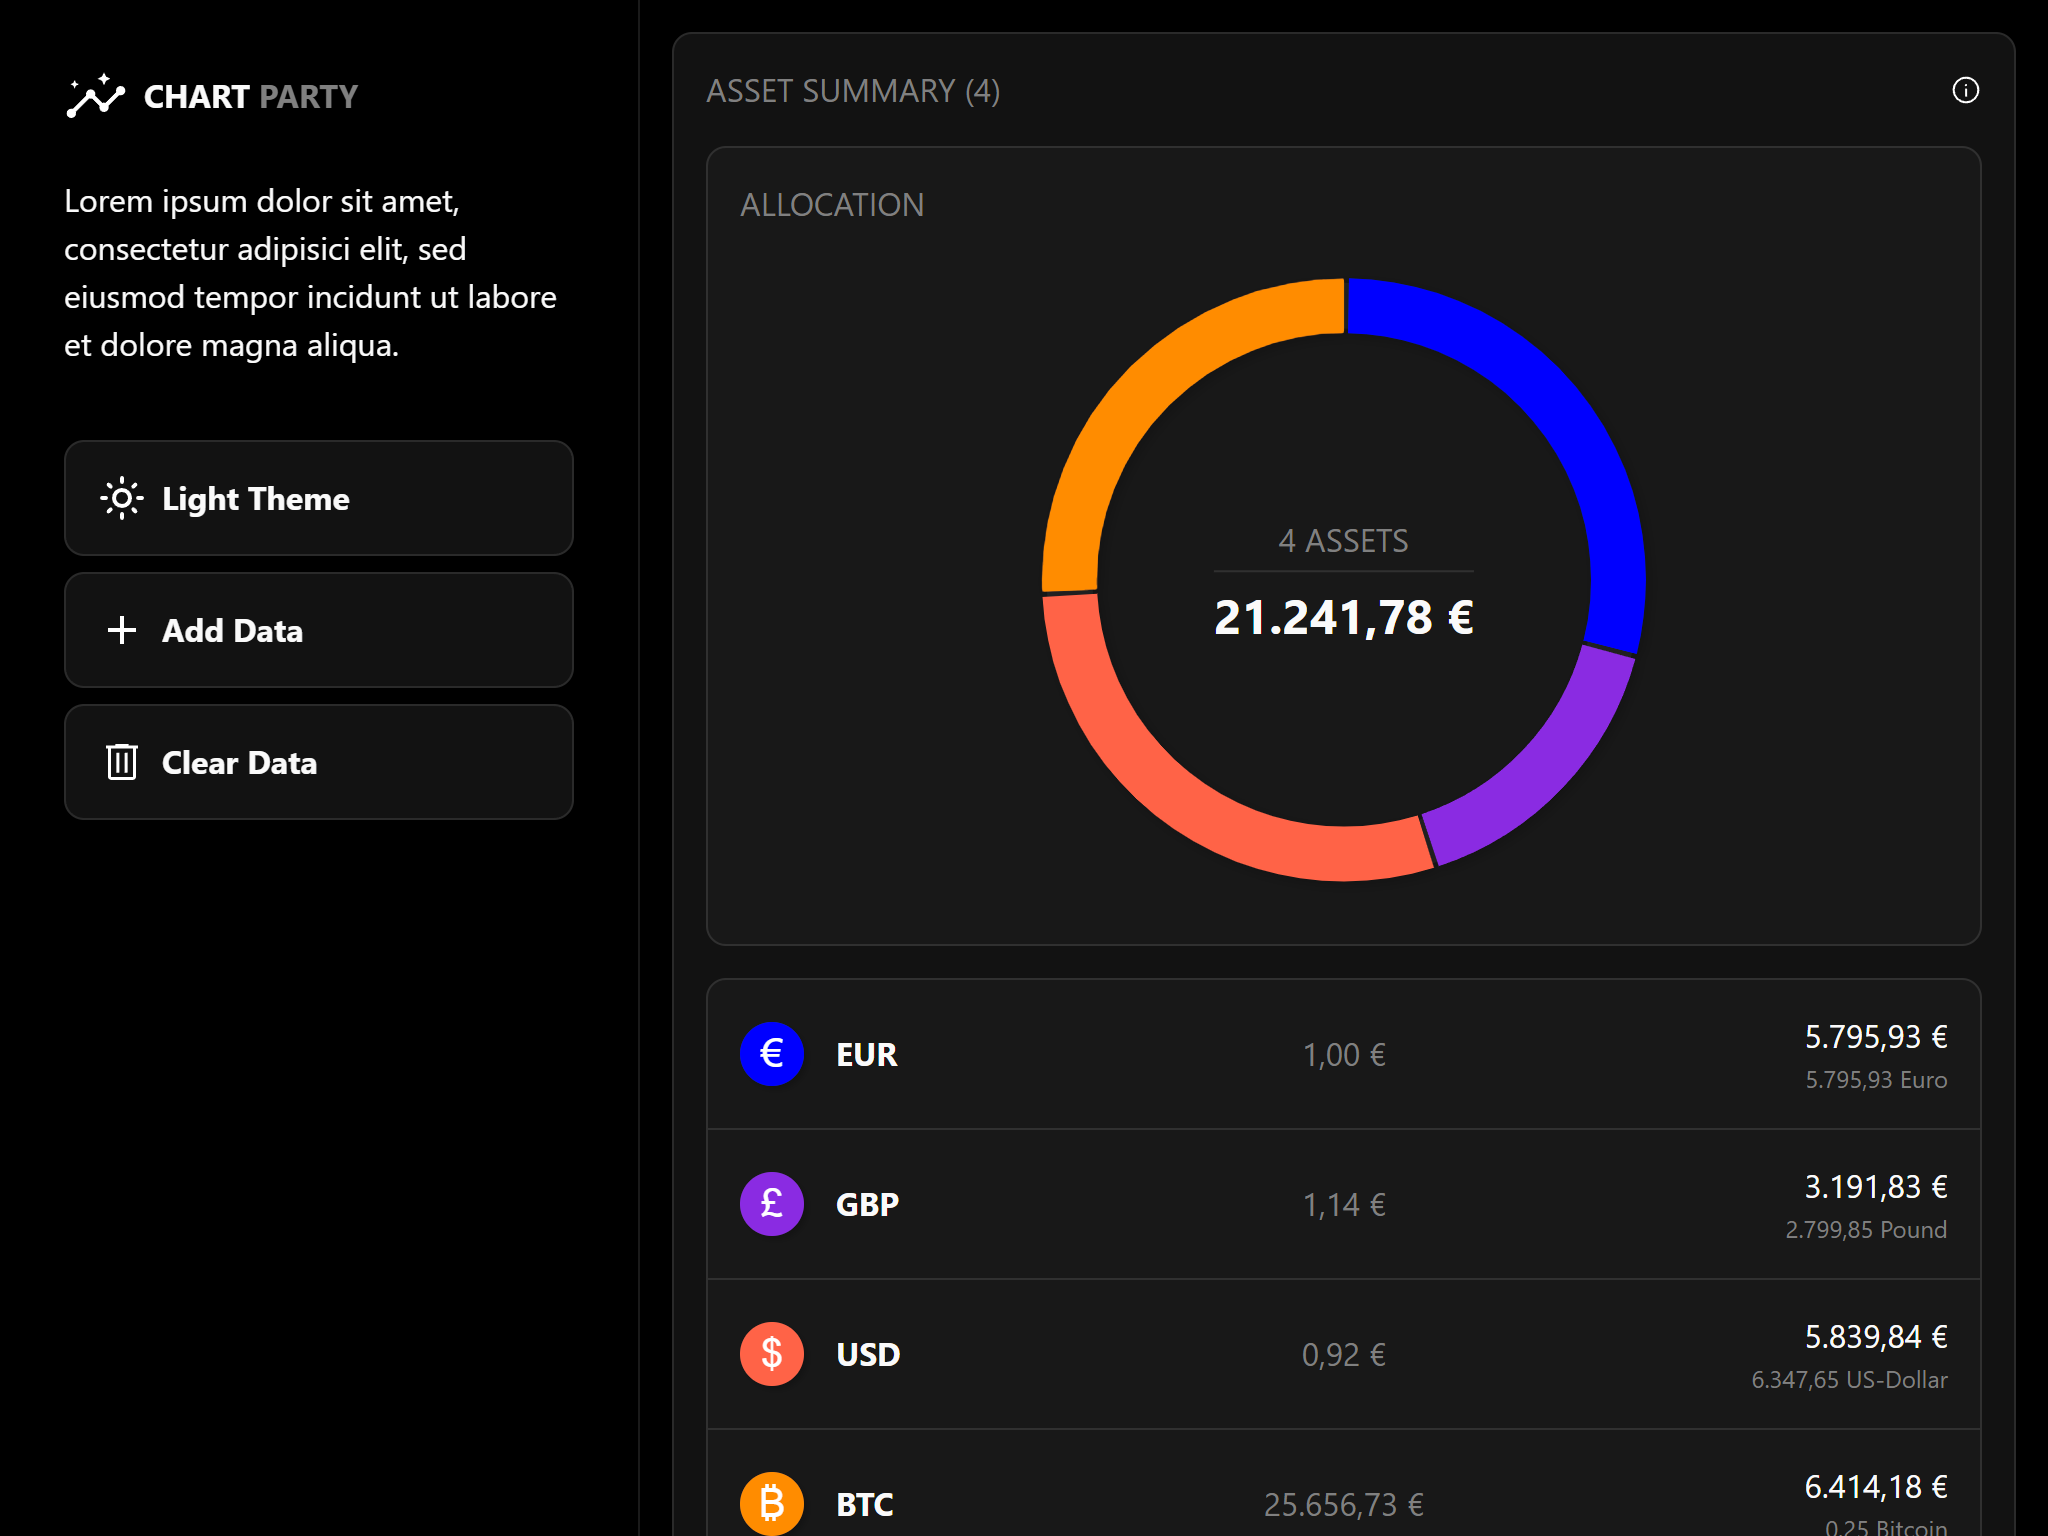 CHART PARTY
Lorem ipsum dolor sit amet,
consectetur adipisici elit, sed
eiusmod tempor incidunt ut labore
et dolore magna aliqua.
Light Theme
Add Data
Clear Data
ASSET SUMMARY (4)
ALLOCATION
4 ASSETS
21.241,78 €
€ EUR 1,00 € 5.795,93 €
5.795,93 Euro
£ GBP 1,14 € 3.191,83 €
2.799,85 Pound
$ USD 0,92 € 5.839,84 €
6.347,65 US-Dollar
₿ BTC 25.656,73 € 6.414,18 €
0,25 Bitcoin